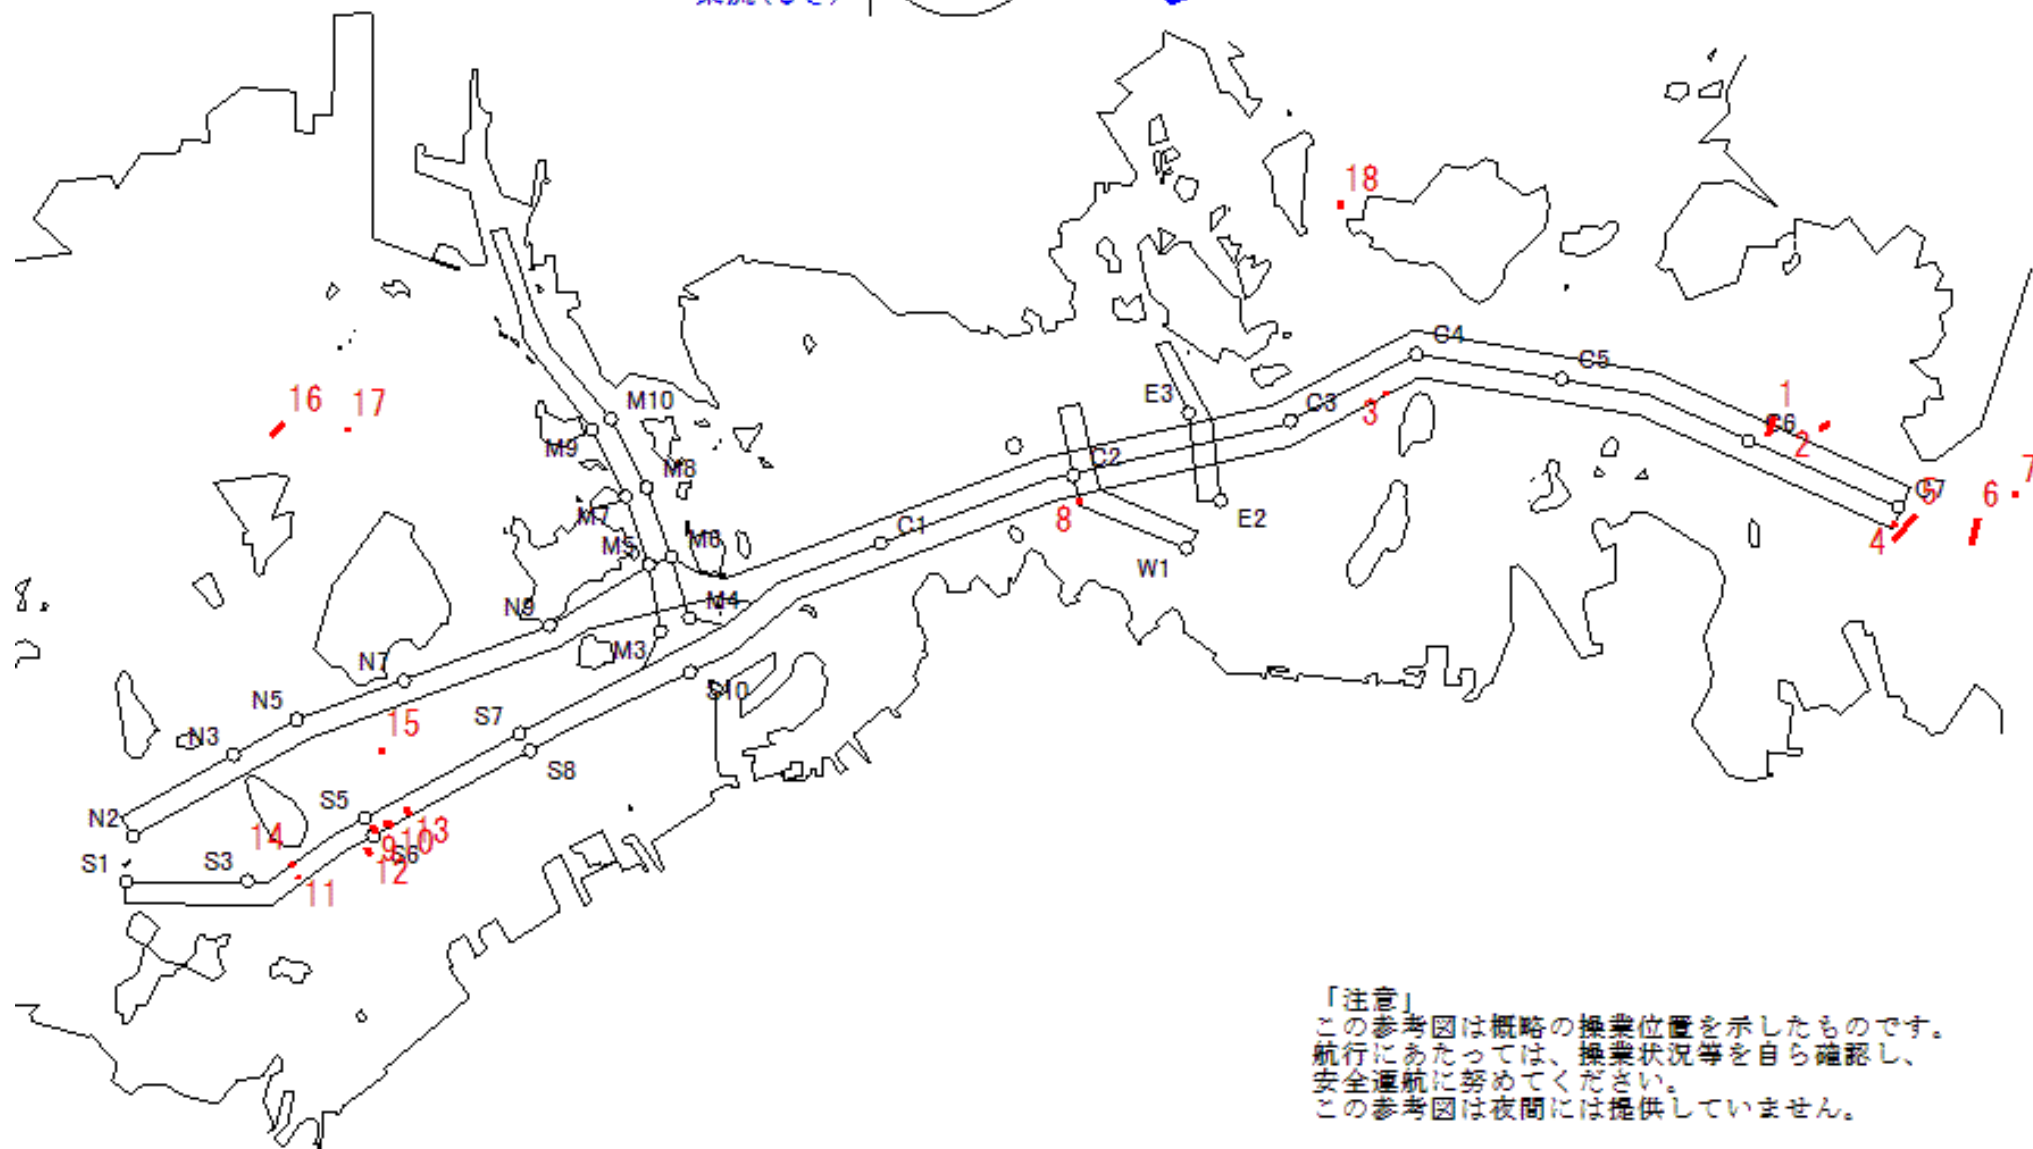 18
C4
C5
M10
16
17
E3
C3
3
1
C6
2
M9
M8
C2
C7
5
6
7
M7
8
E2
C1
4
M5
M6
W1
N9
M4
M3
N7
S10
N5
15
S7
N3
S8
S5
N2
14
13
9
10
S6
S1
S3
12
11
「注意」
この参考図は概略の操業位置を示したものです。
航行にあたっては、操業状況等を自ら確認し、
安全運航に努めてください。
この参考図は夜間には提供していません。